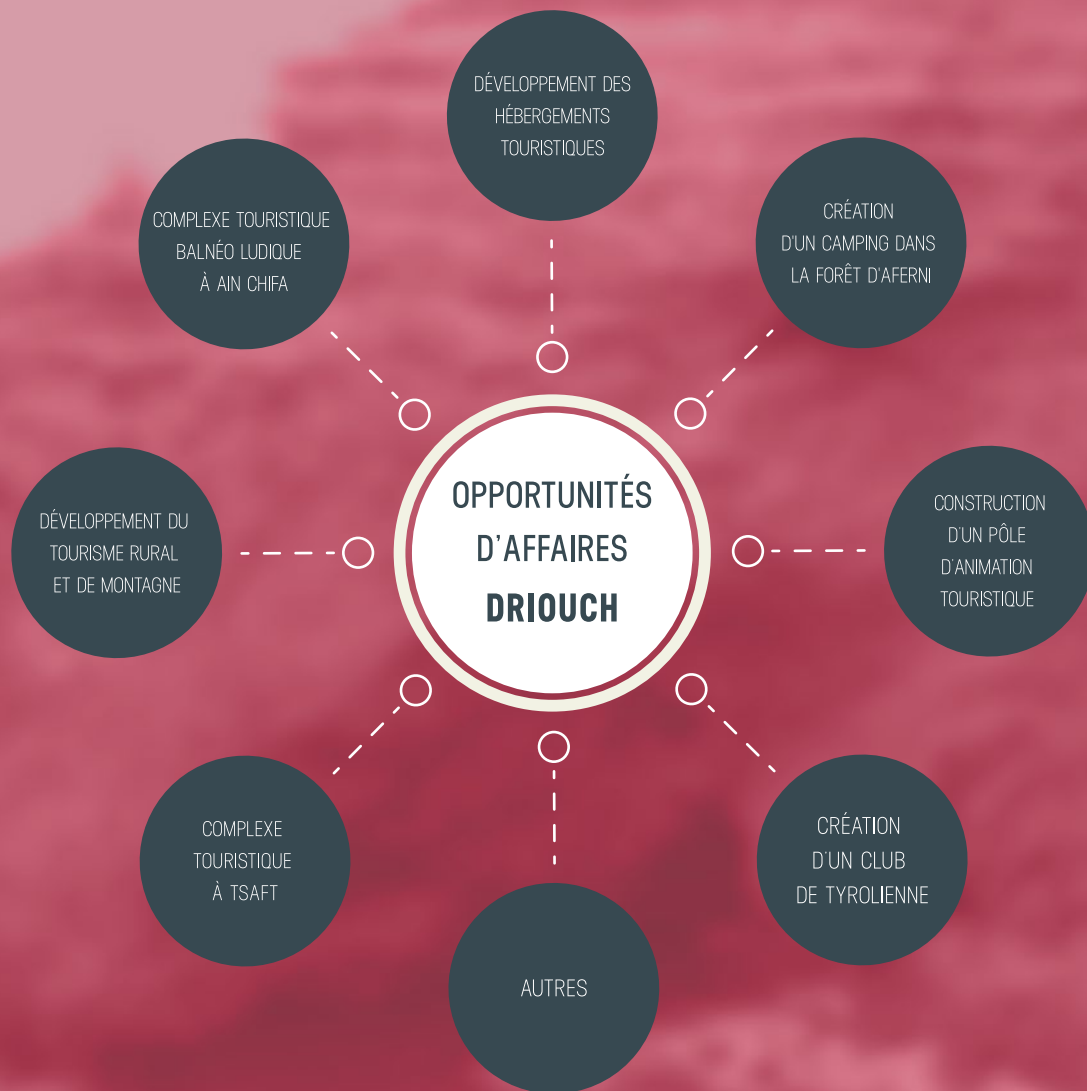 DÉVELOPPEMENT DES
HÉBERGEMENTS
TOURISTIQUES
COMPLEXE TOURISTIQUE
BALNÉO LUDIQUE
À AIN CHIFA
CRÉATION
D'UN CAMPING DANS
LA FORÊT D'AFERNI
OPPORTUNITÉS
D'AFFAIRES
DRIOUCH
DÉVELOPPEMENT DU
TOURISME RURAL
ET DE MONTAGNE
CONSTRUCTION
D'UN PÔLE
D'ANIMATION
TOURISTIQUE
COMPLEXE
TOURISTIQUE
À TSAFT
CRÉATION
D'UN CLUB
DE TYROLIENNE
AUTRES